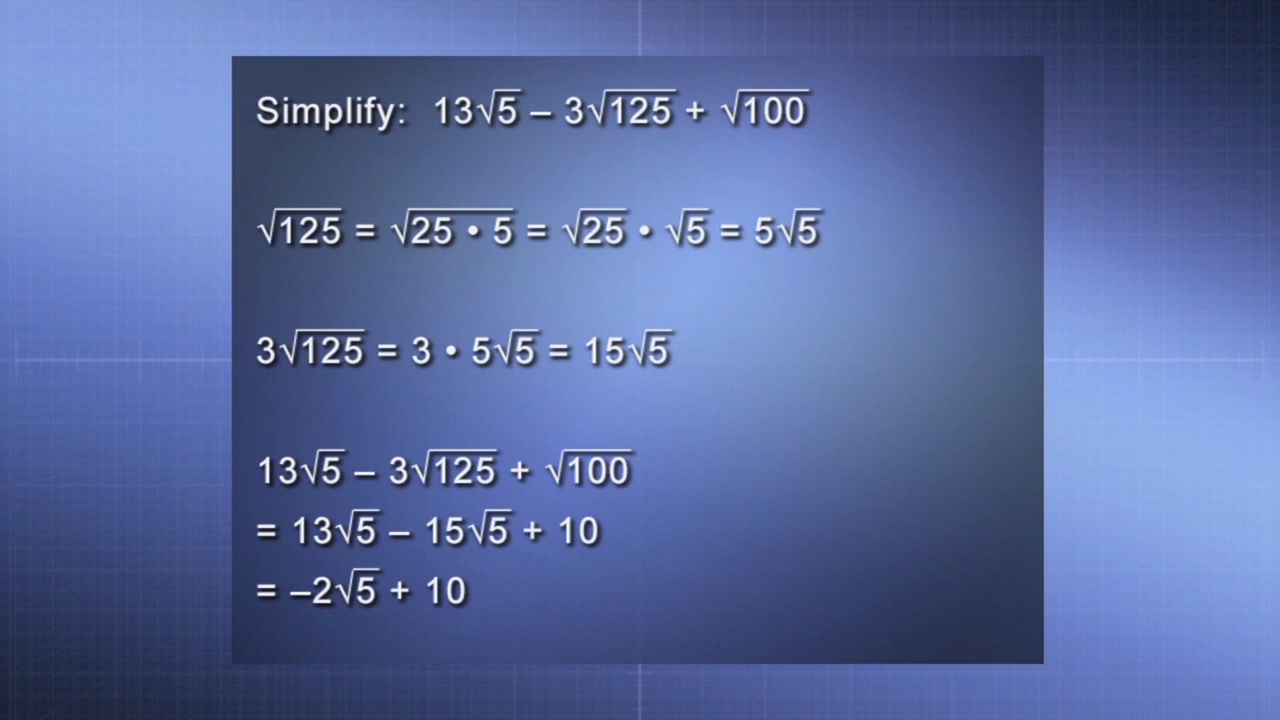 Simplify: 13√5 – 3√125 + √100
√125 = √25 • 5 = √25 • √5 = 5√5
3√125 = 3 • 5√5 = 15√5
13√5 – 3√125 + √100
= 13√5 – 15√5 + 10
= –2√5 + 10